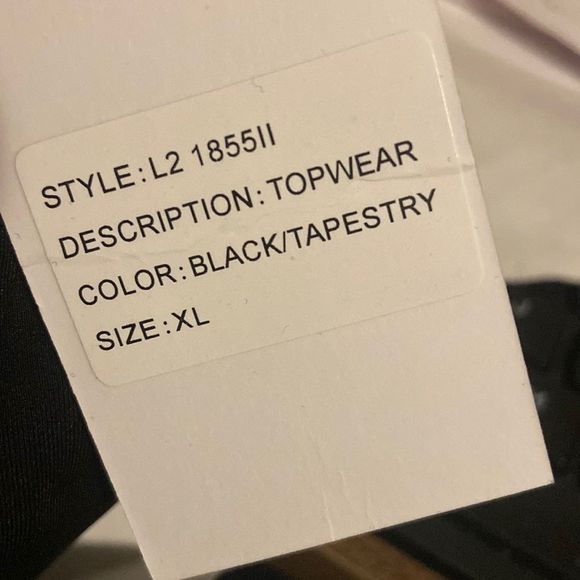 STYLE:L2 1855II
DESCRIPTION:TOPWEAR
COLOR:BLACK/TAPESTRY
SIZE:XL